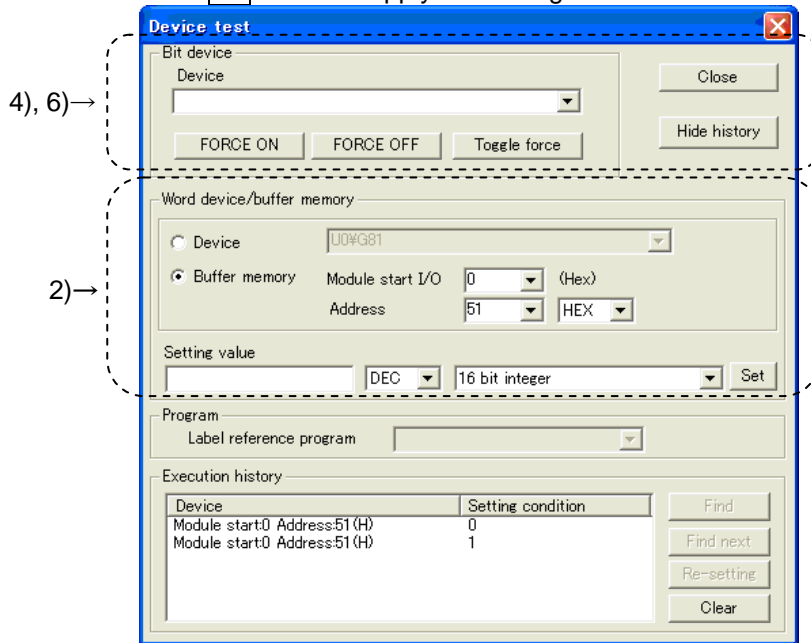 Device test
Bit device
Device
Close
4), 6)→
FORCE ON FORCE OFF Toggle force
Hide history
Word device/buffer memory
Device U0¥G81
Buffer memory Module start I/O 0 (Hex)
2)→
Address 51 HEX
Setting value
DEC 16 bit integer Set
Program
Label reference program
Execution history
Device Setting condition Find
Module start:0 Address:51(H) 0
Module start:0 Address:51(H) 1
Find next
Re-setting
Clear